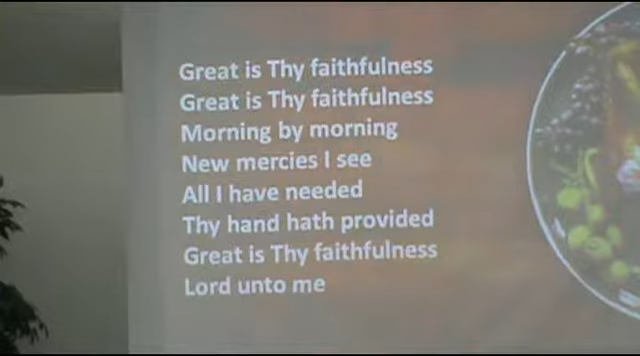 Great is Thy faithfulness
Great is Thy faithfulness
Morning by morning
New mercies I see
All I have needed
Thy hand hath provided
Great is Thy faithfulness
Lord unto me